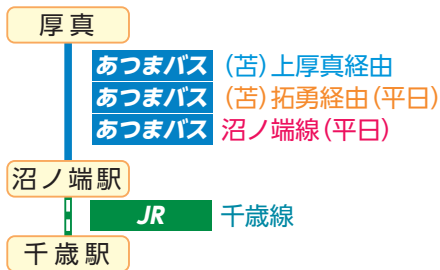 厚真
あつまバス (苫)上厚真経由
あつまバス (苫)拓勇経由(平日)
あつまバス 沼ノ端線(平日)
沼ノ端駅
JR 千歳線
千歳駅